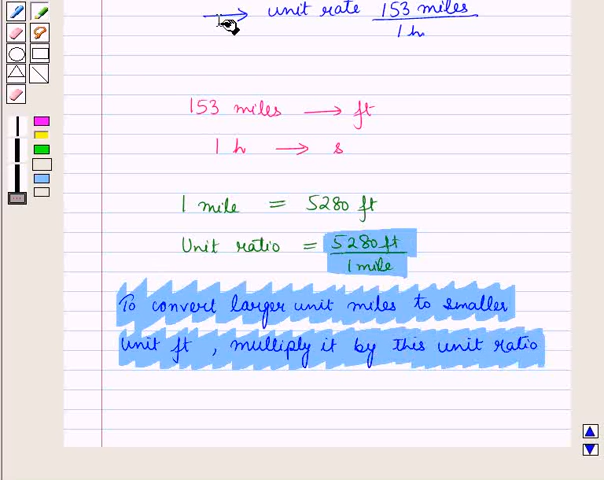 → unit rate 153 miles / 1 h
153 miles → ft
1 h → s
1 mile = 5280 ft
Unit ratio = 5280 ft / 1 mile
To convert larger unit miles to smaller
unit ft , multiply it by this unit ratio